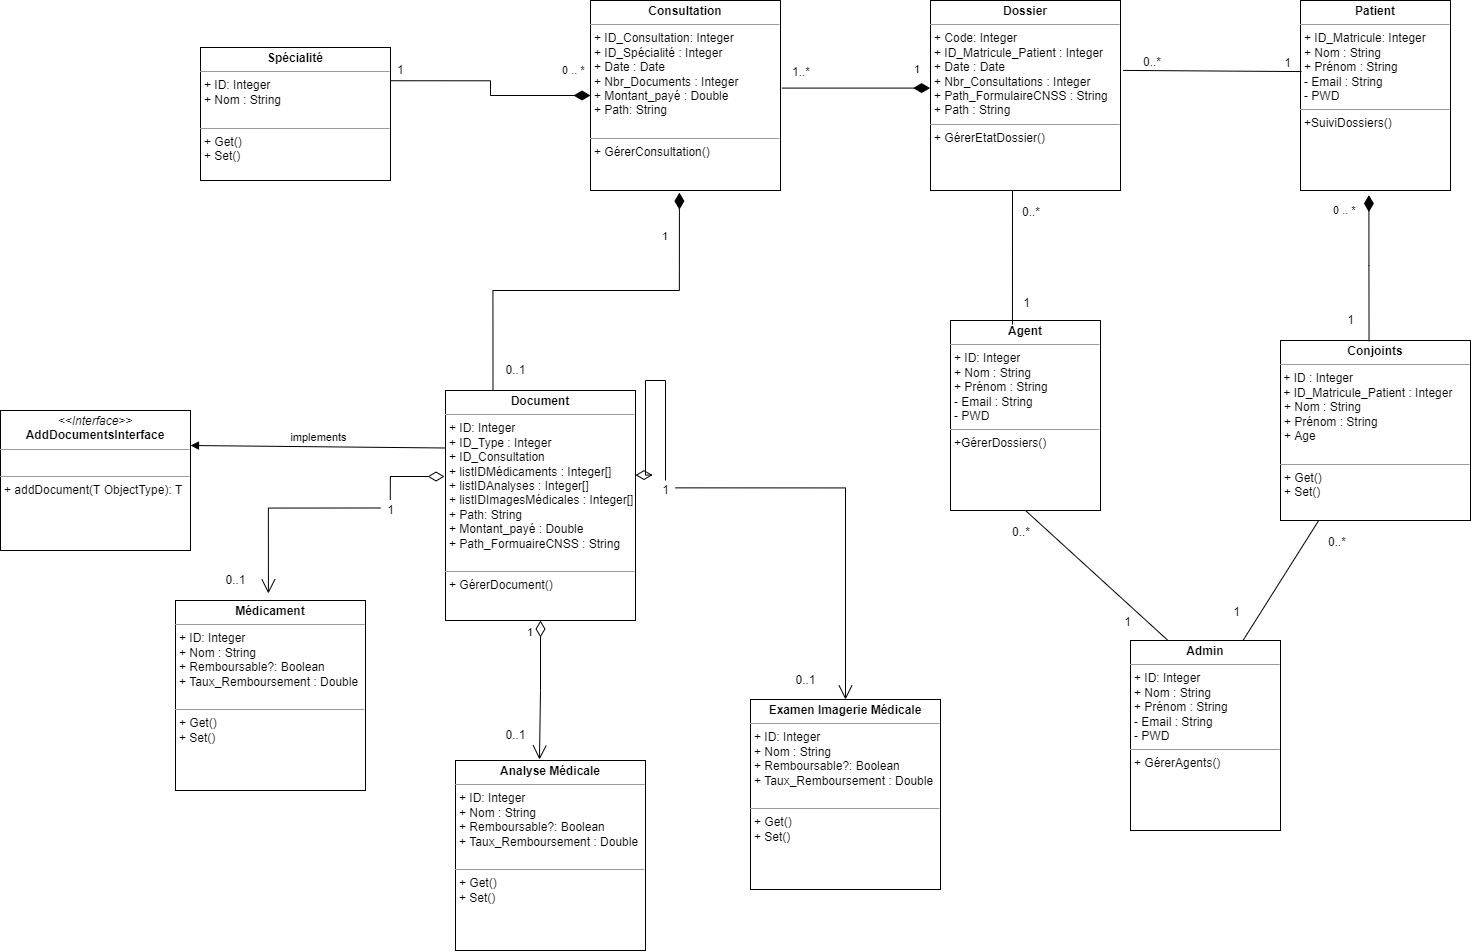 Spécialité
+ ID: Integer
+ Nom : String
+ Get()
+ Set()
1
0 .. *
Consultation
+ ID_Consultation: Integer
+ ID_Spécialité : Integer
+ Date : Date
+ Nbr_Documents : Integer
+ Montant_payé : Double
+ Path: String
+ GérerConsultation()
1..*
1
Dossier
+ Code: Integer
+ ID_Matricule_Patient : Integer
+ Date : Date
+ Nbr_Consultations : Integer
+ Path_FormulaireCNSS : String
+ Path : String
+ GérerEtatDossier()
0..*
1
Patient
+ ID_Matricule: Integer
+ Nom : String
+ Prénom : String
- Email : String
- PWD
+SuiviDossiers()
1
0..1
0..*
1
0 .. *
1
<<Interface>>
AddDocumentsInterface
+ addDocument(T ObjectType): T
implements
Document
+ ID: Integer
+ ID_Type : Integer
+ ID_Consultation
+ listIDMédicaments : Integer[]
+ listIDAnalyses : Integer[]
+ listIDImagesMédicales : Integer[]
+ Path: String
+ Montant_payé : Double
+ Path_FormuaireCNSS : String
+ GérerDocument()
1
1
Agent
+ ID: Integer
+ Nom : String
+ Prénom : String
- Email : String
- PWD
+GérerDossiers()
Conjoints
+ ID : Integer
+ ID_Matricule_Patient : Integer
+ Nom : String
+ Prénom : String
+ Age
+ Get()
+ Set()
0..*
0..*
0..1
1
1
1
Médicament
+ ID: Integer
+ Nom : String
+ Remboursable?: Boolean
+ Taux_Remboursement : Double
+ Get()
+ Set()
0..1
Analyse Médicale
+ ID: Integer
+ Nom : String
+ Remboursable?: Boolean
+ Taux_Remboursement : Double
+ Get()
+ Set()
0..1
Examen Imagerie Médicale
+ ID: Integer
+ Nom : String
+ Remboursable?: Boolean
+ Taux_Remboursement : Double
+ Get()
+ Set()
Admin
+ ID: Integer
+ Nom : String
+ Prénom : String
- Email : String
- PWD
+ GérerAgents()